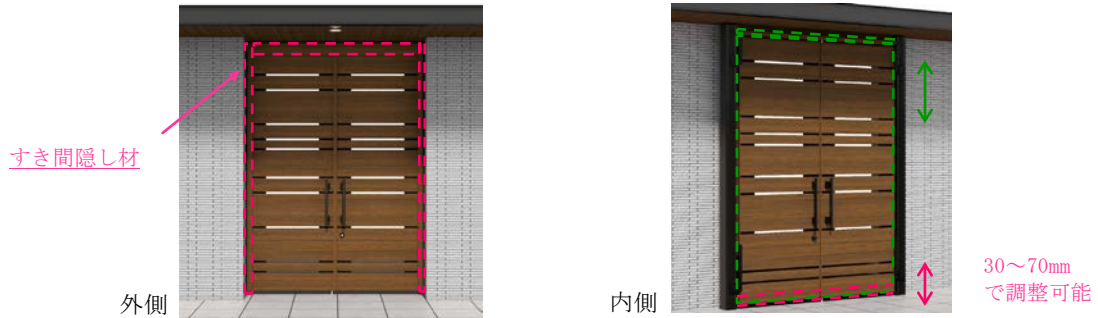 すき間隠し材
外側
内側
30～70mm
で調整可能